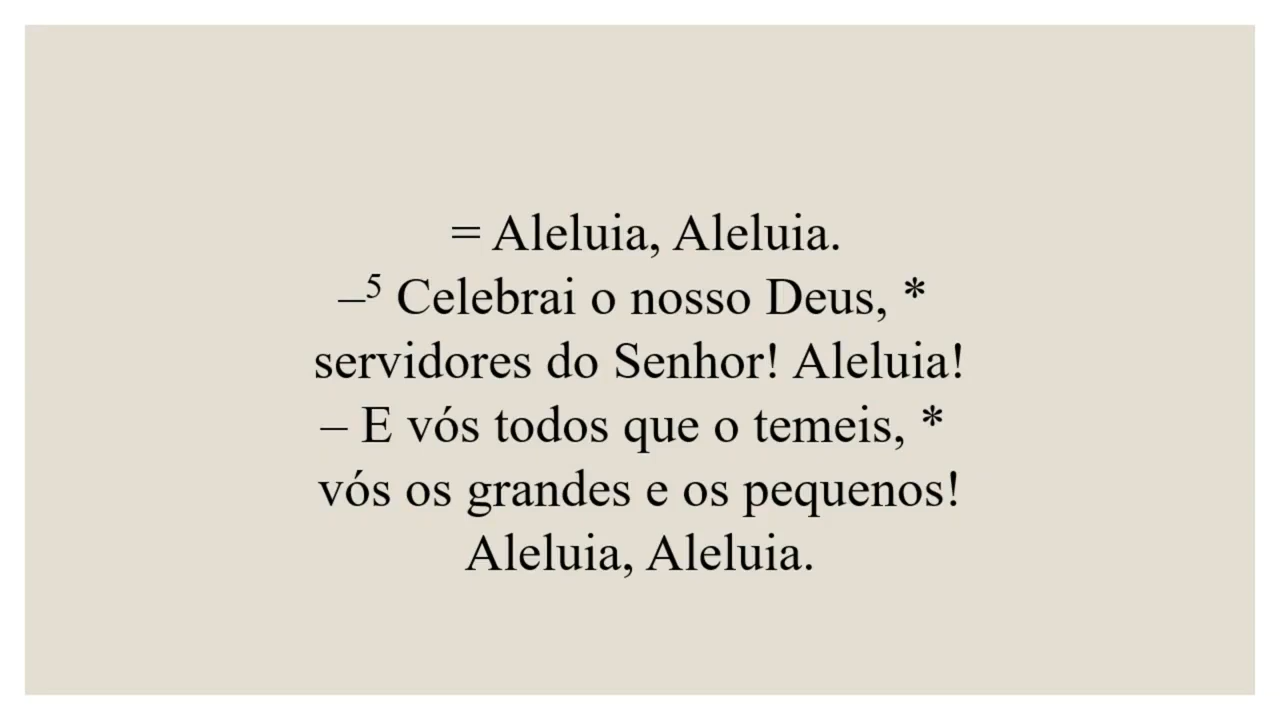 = Aleluia, Aleluia.
–⁵ Celebrai o nosso Deus, *
servidores do Senhor! Aleluia!
– E vós todos que o temeis, *
vós os grandes e os pequenos!
Aleluia, Aleluia.